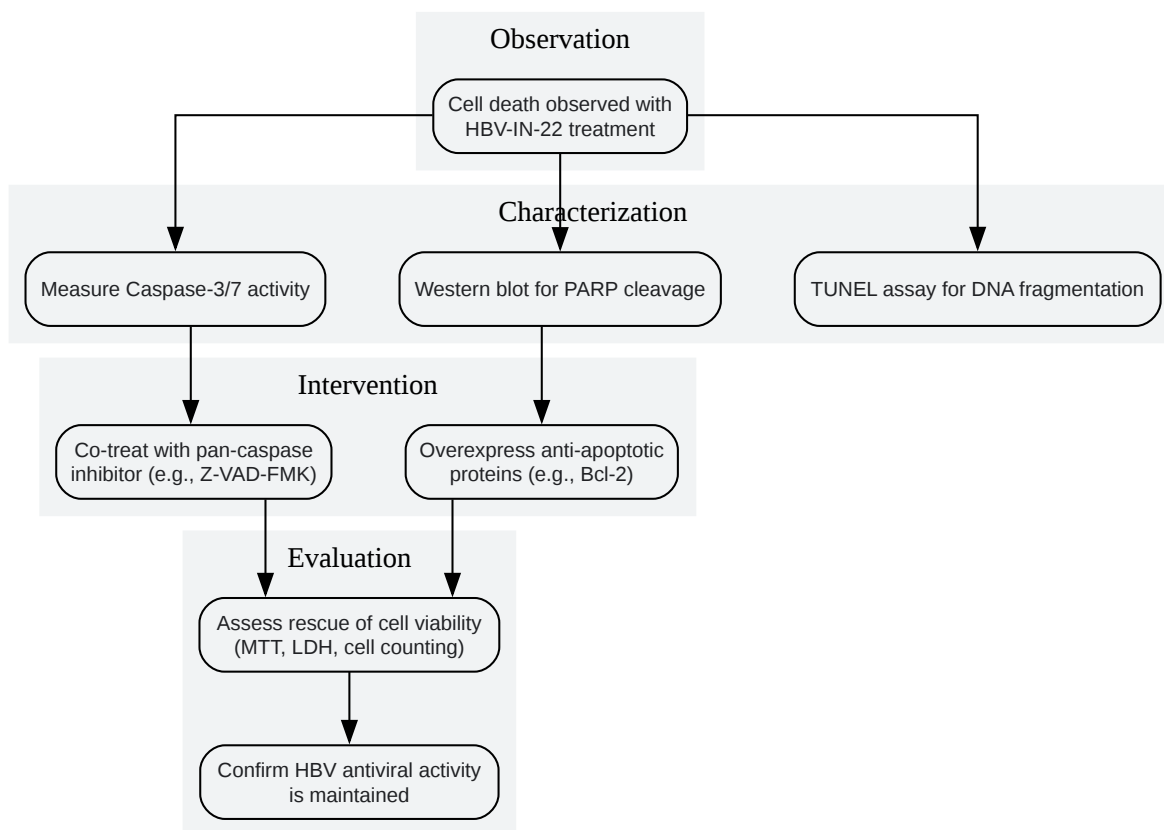 Observation
Cell death observed with
HBV-IN-22 treatment
Characterization
Measure Caspase-3/7 activity
Western blot for PARP cleavage
TUNEL assay for DNA fragmentation
Intervention
Co-treat with pan-caspase
inhibitor (e.g., Z-VAD-FMK)
Overexpress anti-apoptotic
proteins (e.g., Bcl-2)
Evaluation
Assess rescue of cell viability
(MTT, LDH, cell counting)
Confirm HBV antiviral activity
is maintained